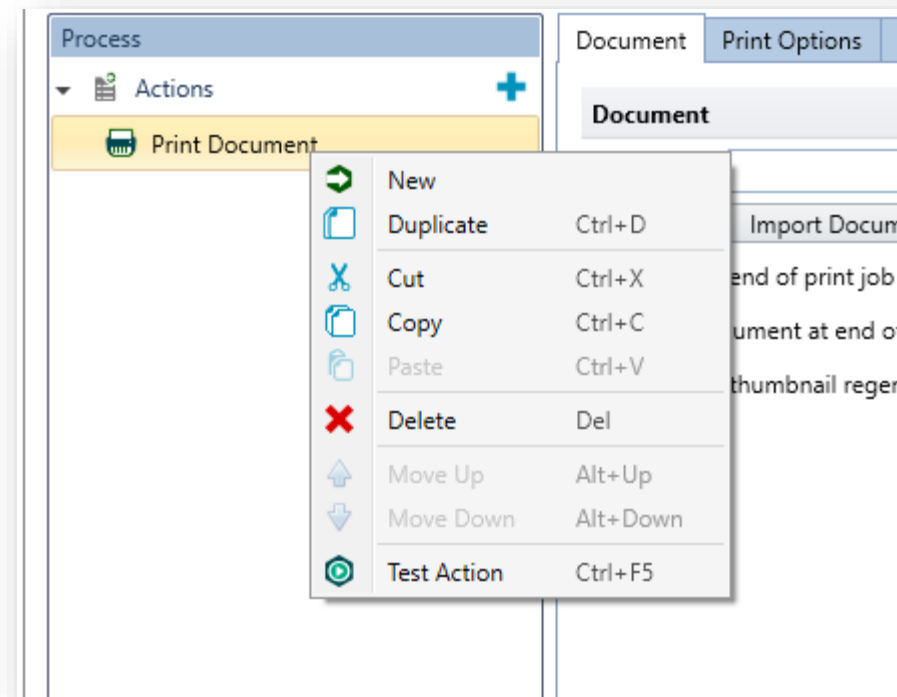 Process
Actions
Print Document
New
Duplicate Ctrl+D
Cut Ctrl+X
Copy Ctrl+C
Paste Ctrl+V
Delete Del
Move Up Alt+Up
Move Down Alt+Down
Test Action Ctrl+F5
Document Print Options
Document
Import Docum
end of print job
ument at end o
thumbnail reger